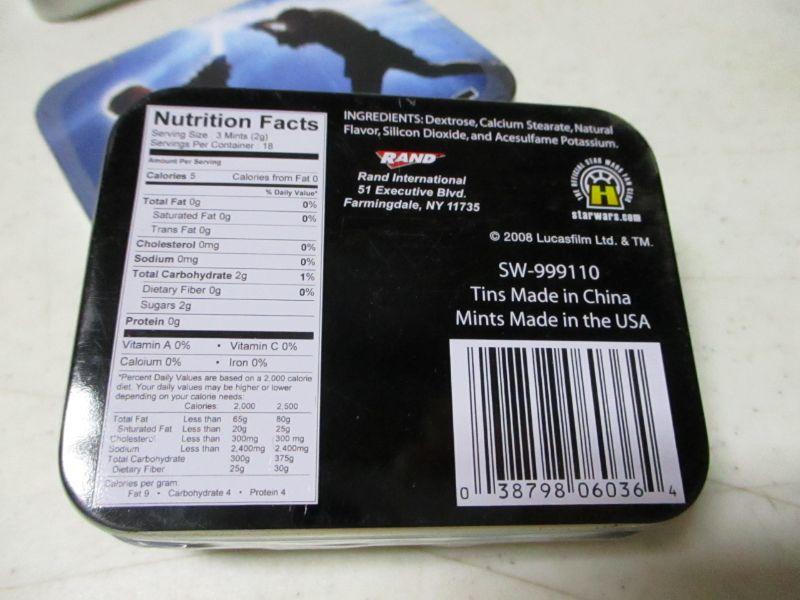 Nutrition Facts
Serving Size 3 Mints (2g)
Servings Per Container 18
Amount Per Serving
Calories 5 Calories from Fat 0
% Daily Value*
Total Fat 0g 0%
Saturated Fat 0g 0%
Trans Fat 0g
Cholesterol 0mg 0%
Sodium 0mg 0%
Total Carbohydrate 2g 1%
Dietary Fiber 0g 0%
Sugars 2g
Protein 0g
Vitamin A 0% • Vitamin C 0%
Calcium 0% • Iron 0%
*Percent Daily Values are based on a 2,000 calorie
diet. Your daily values may be higher or lower
depending on your calorie needs:
Calories: 2,000 2,500
Total Fat Less than 65g 80g
Saturated Fat Less than 20g 25g
Cholesterol Less than 300mg 300 mg
Sodium Less than 2,400mg 2,400mg
Total Carbohydrate 300g 375g
Dietary Fiber 25g 30g
Calories per gram:
Fat 9 • Carbohydrate 4 • Protein 4
INGREDIENTS: Dextrose, Calcium Stearate, Natural
Flavor, Silicon Dioxide, and Acesulfame Potassium.
RAND
Rand International
51 Executive Blvd.
Farmingdale, NY 11735
THE OFFICIAL STAR WARS FAN CLUB
H
starwars.com
© 2008 Lucasfilm Ltd. & TM.
SW-999110
Tins Made in China
Mints Made in the USA
0 38798 06036 4